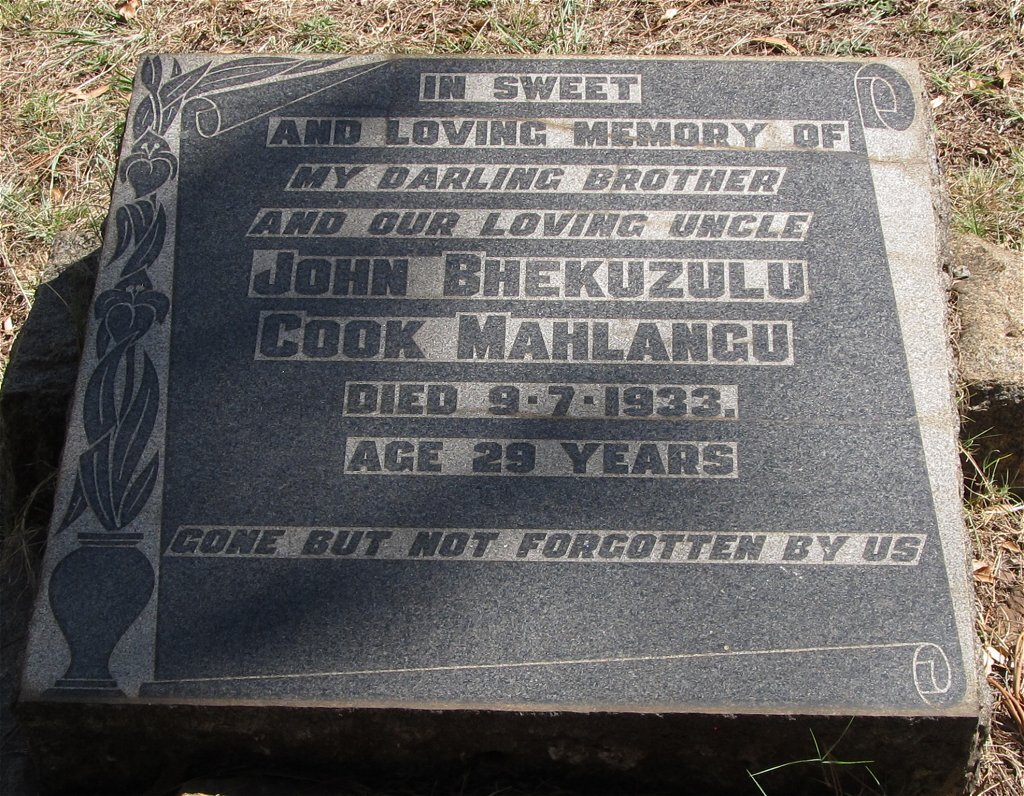 IN SWEET
AND LOVING MEMORY OF
MY DARLING BROTHER
AND OUR LOVING UNCLE
JOHN BHEKUZULU
COOK MAHLANGU
DIED 9·7·1933.
AGE 29 YEARS
GONE BUT NOT FORGOTTEN BY US